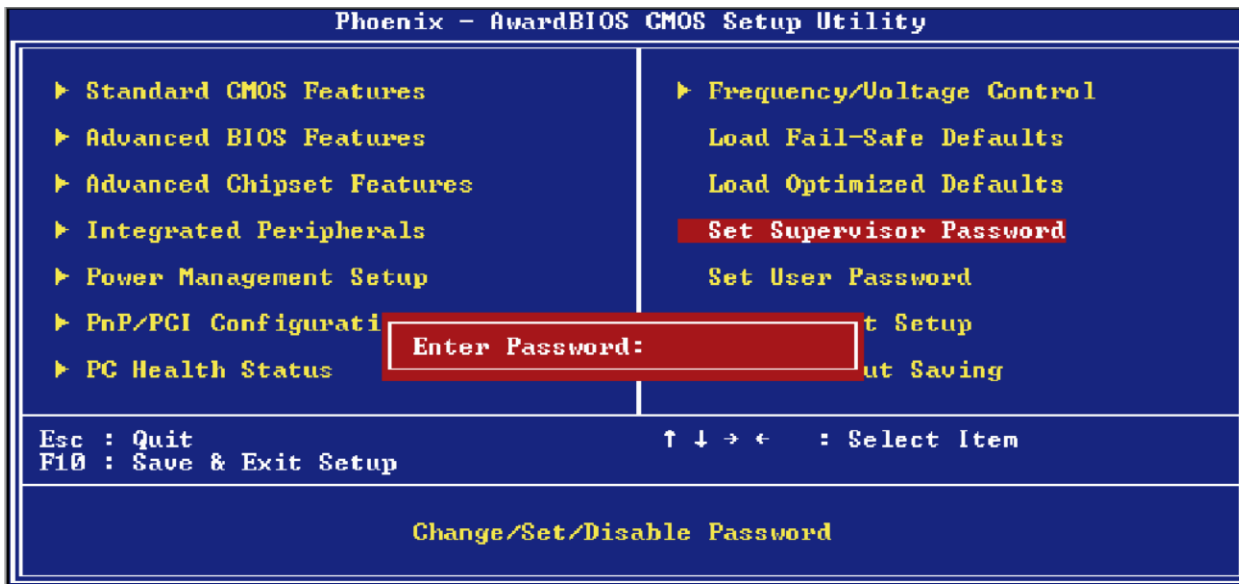 Phoenix - AwardBIOS CMOS Setup Utility
Standard CMOS Features
Advanced BIOS Features
Advanced Chipset Features
Integrated Peripherals
Power Management Setup
PnP/PCI Configurati
PC Health Status
Frequency/Voltage Control
Load Fail-Safe Defaults
Load Optimized Defaults
Set Supervisor Password
Set User Password
t Setup
ut Saving
Enter Password:
Esc : Quit
F10 : Save & Exit Setup
↑ ↓ → ← : Select Item
Change/Set/Disable Password